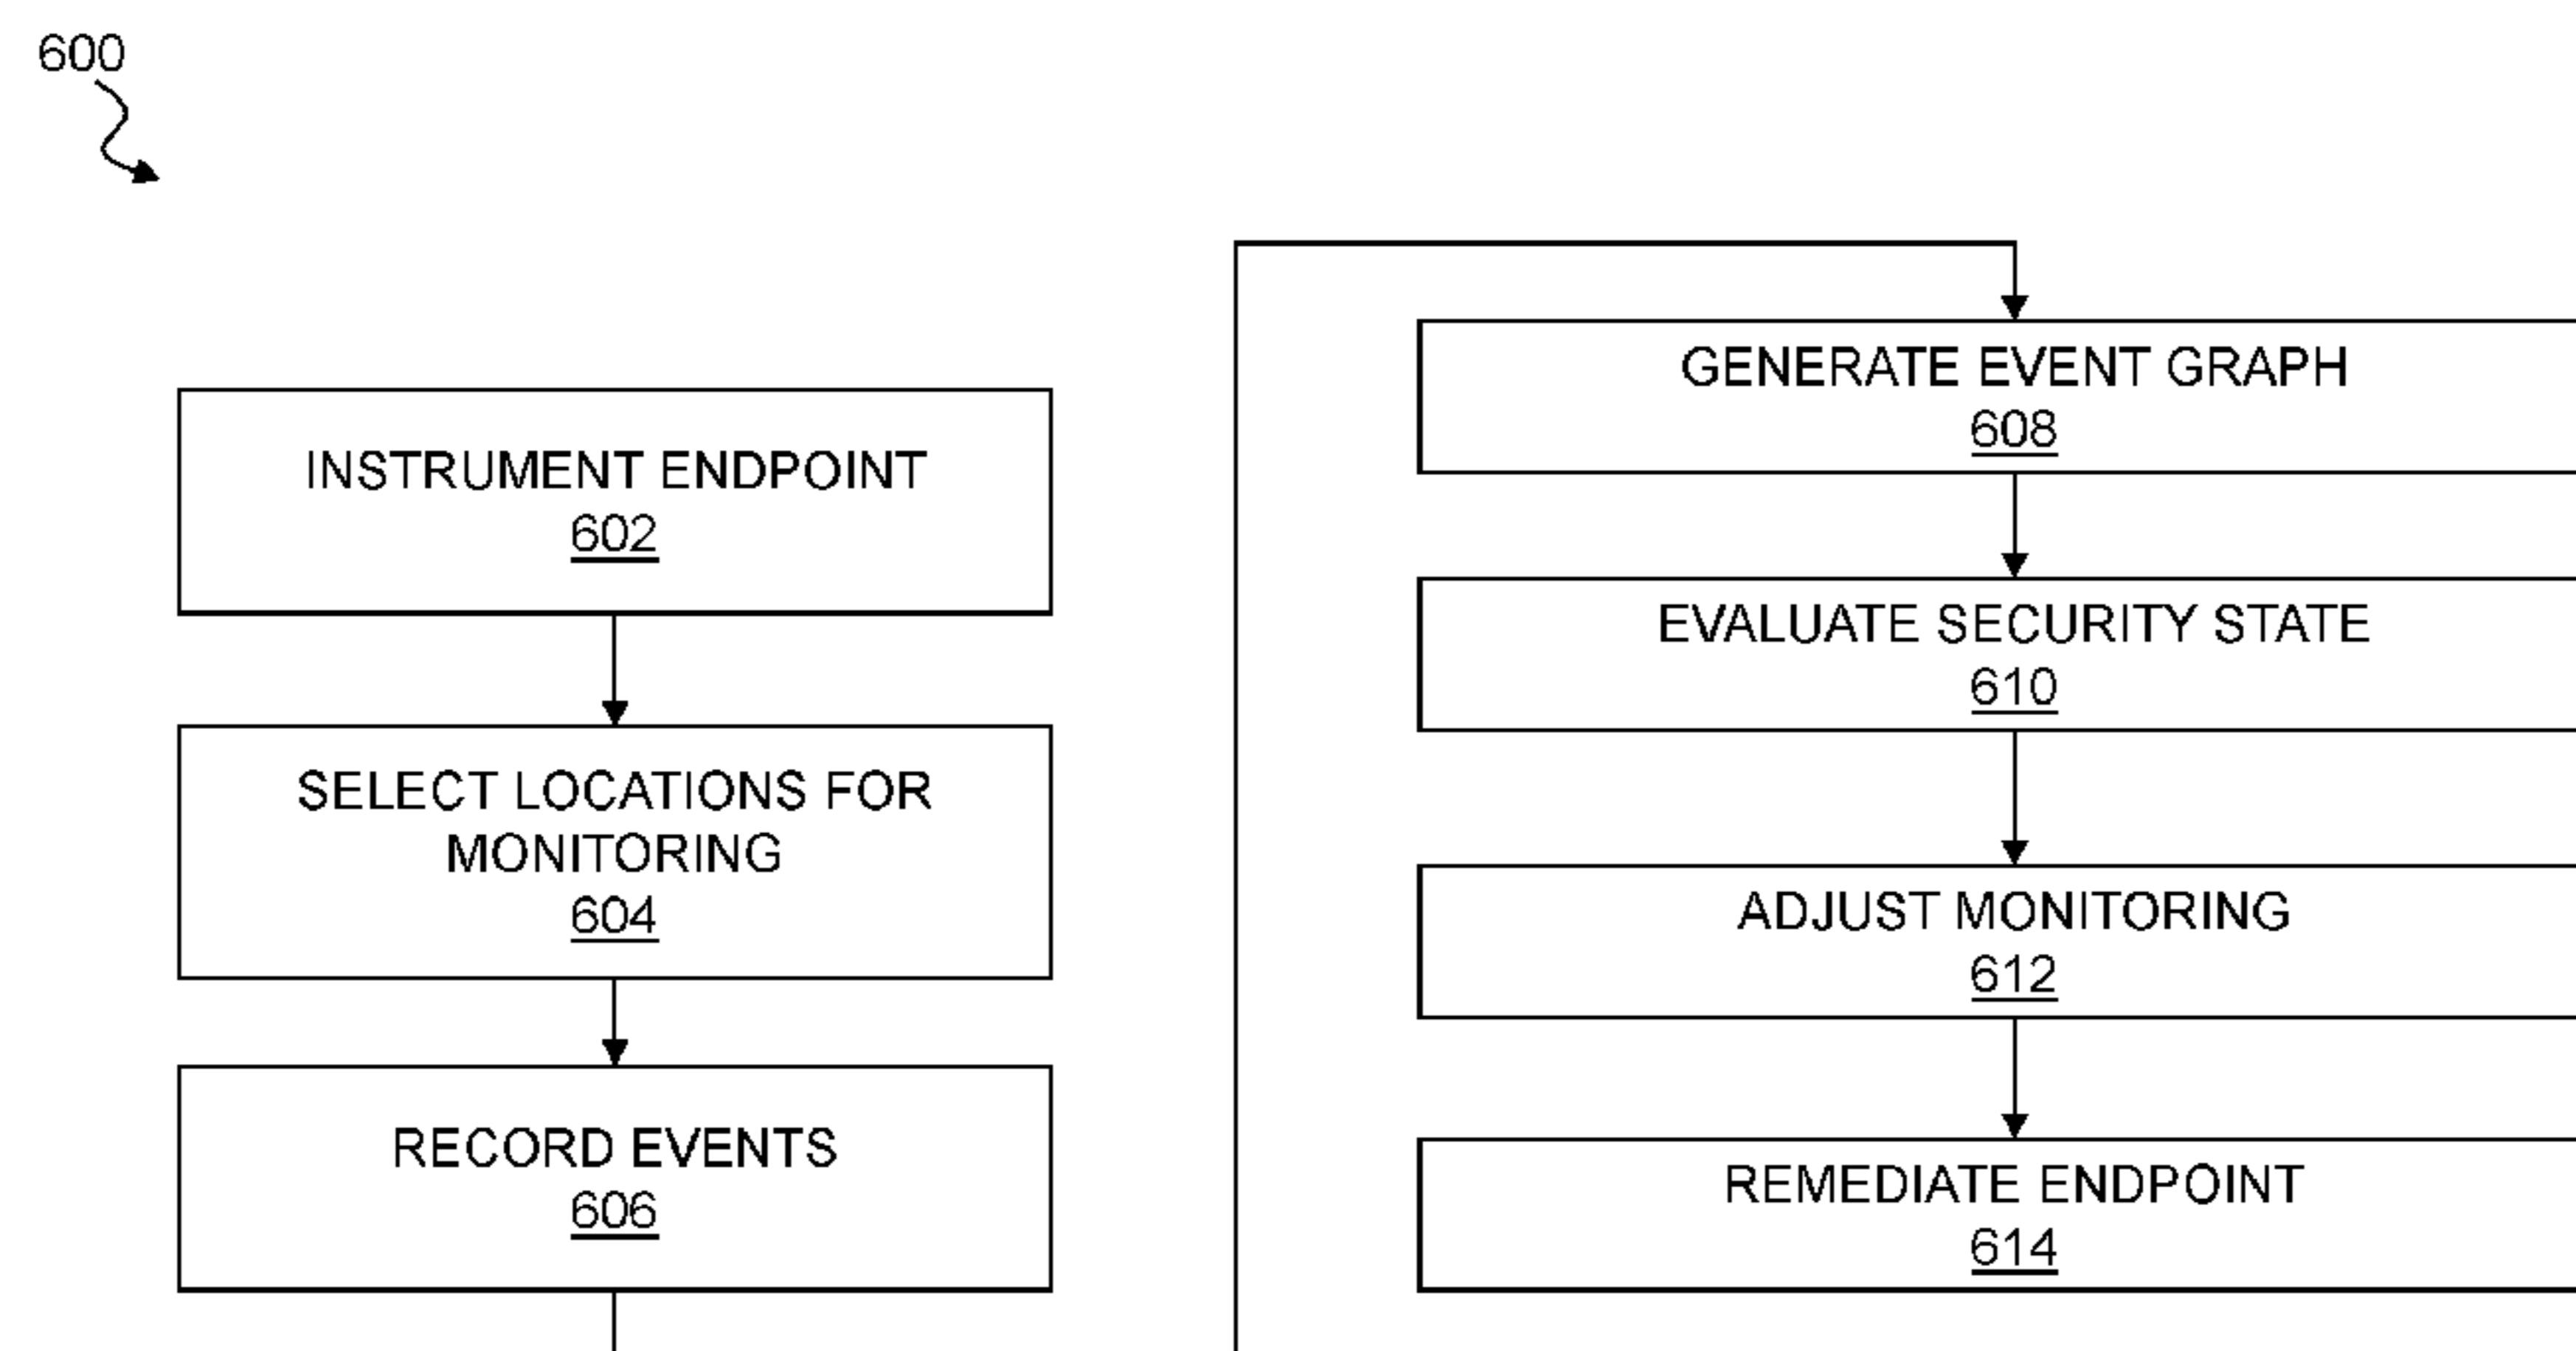 600
INSTRUMENT ENDPOINT
602
SELECT LOCATIONS FOR
MONITORING
604
RECORD EVENTS
606
GENERATE EVENT GRAPH
608
EVALUATE SECURITY STATE
610
ADJUST MONITORING
612
REMEDIATE ENDPOINT
614